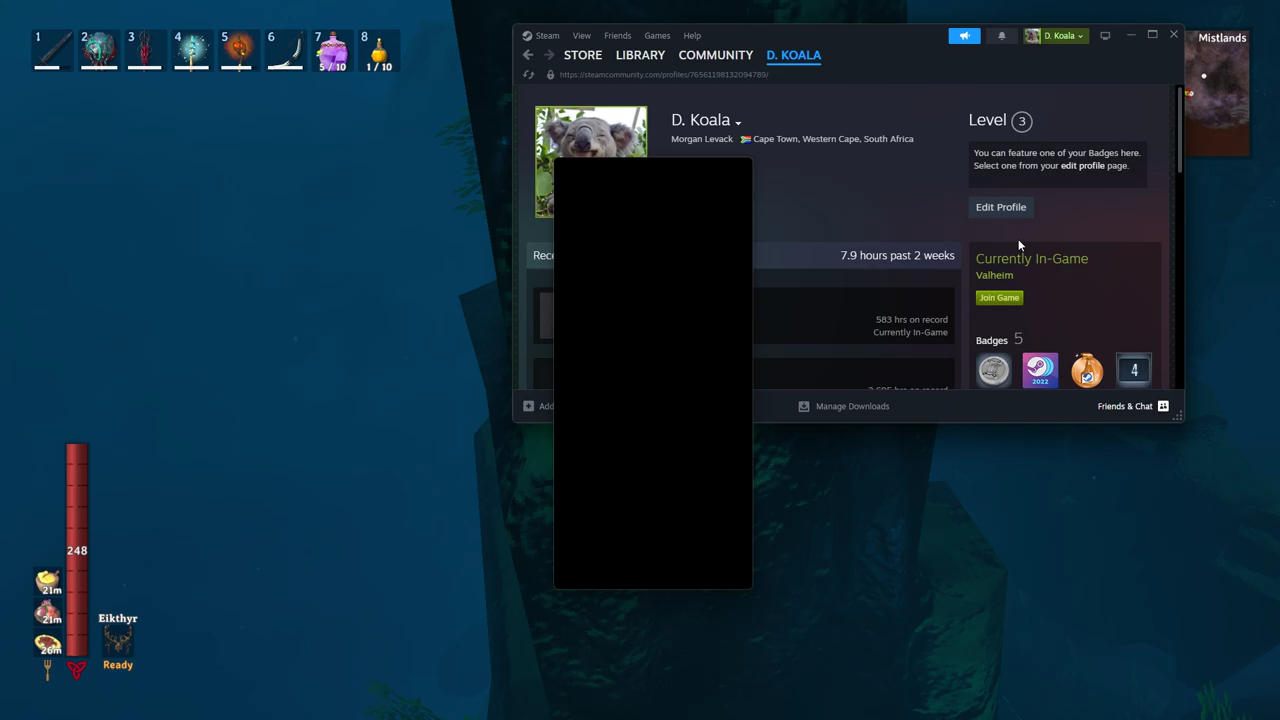 1 2 3 4 5 6 7 8
5 / 10
1 / 10
Steam View Friends Games Help
D. Koala
STORE LIBRARY COMMUNITY D. KOALA
https://steamcommunity.com/profiles/76561198132094789/
D. Koala
Morgan Levack Cape Town, Western Cape, South Africa
Level 3
You can feature one of your Badges here.
Select one from your edit profile page.
Edit Profile
Rece
7.9 hours past 2 weeks
583 hrs on record
Currently In-Game
Currently In-Game
Valheim
Join Game
Badges 5
2022
4
Add
Manage Downloads
Friends & Chat
Mistlands
248
21m
21m
26m
Eikthyr
Ready